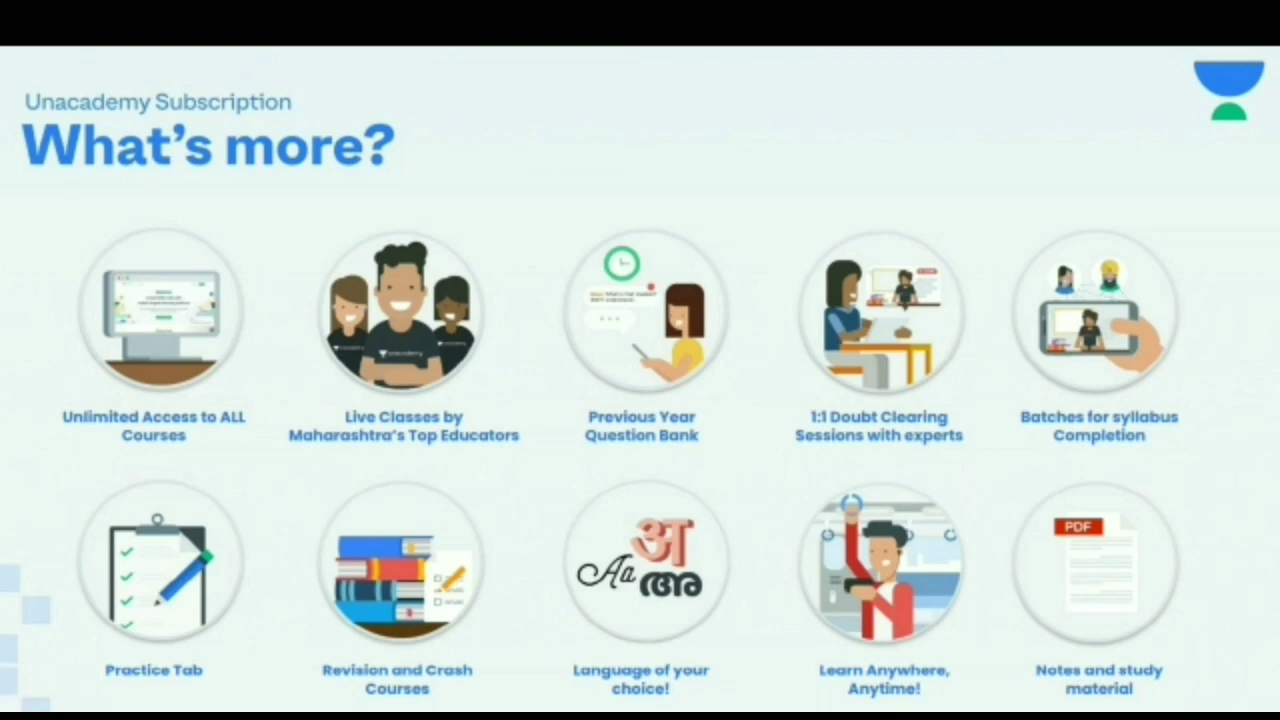 Unacademy Subscription
What's more?
Unlimited Access to ALL
Courses
unacademy
Live Classes by
Maharashtra's Top Educators
Previous Year
Question Bank
1:1 Doubt Clearing
Sessions with experts
Batches for syllabus
Completion
Practice Tab
Revision and Crash
Courses
अ
Aa
അ
Language of your
choice!
Learn Anywhere,
Anytime!
PDF
Notes and study
material